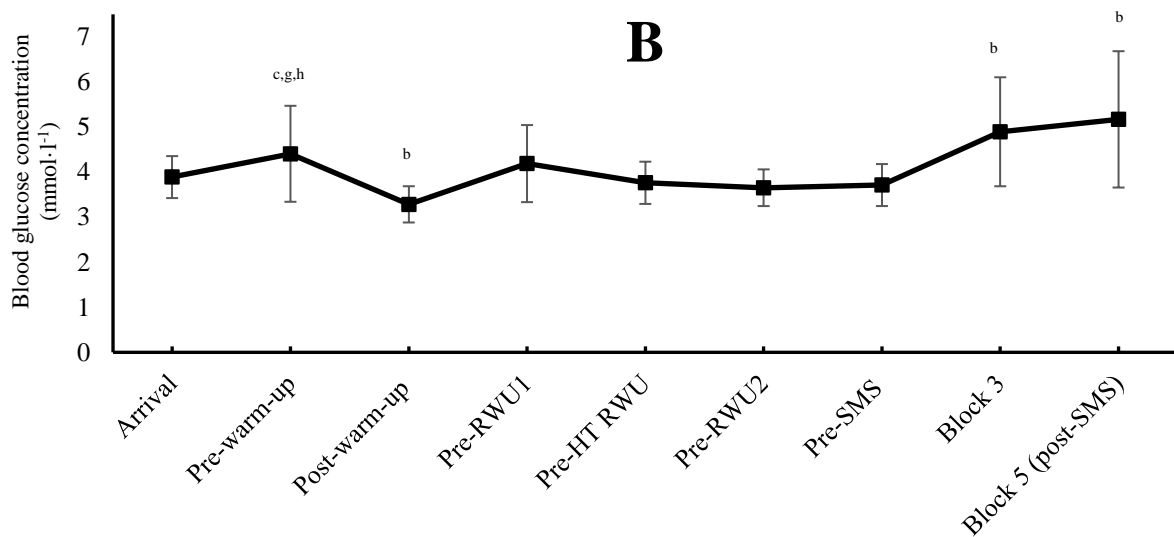 B
Blood glucose concentration
(mmol·l⁻¹)
7
6
5
4
3
2
1
0
c,g,h
b
b
b
Arrival
Pre-warm-up
Post-warm-up
Pre-RWU1
Pre-HT RWU
Pre-RWU2
Pre-SMS
Block 3
Block 5 (post-SMS)